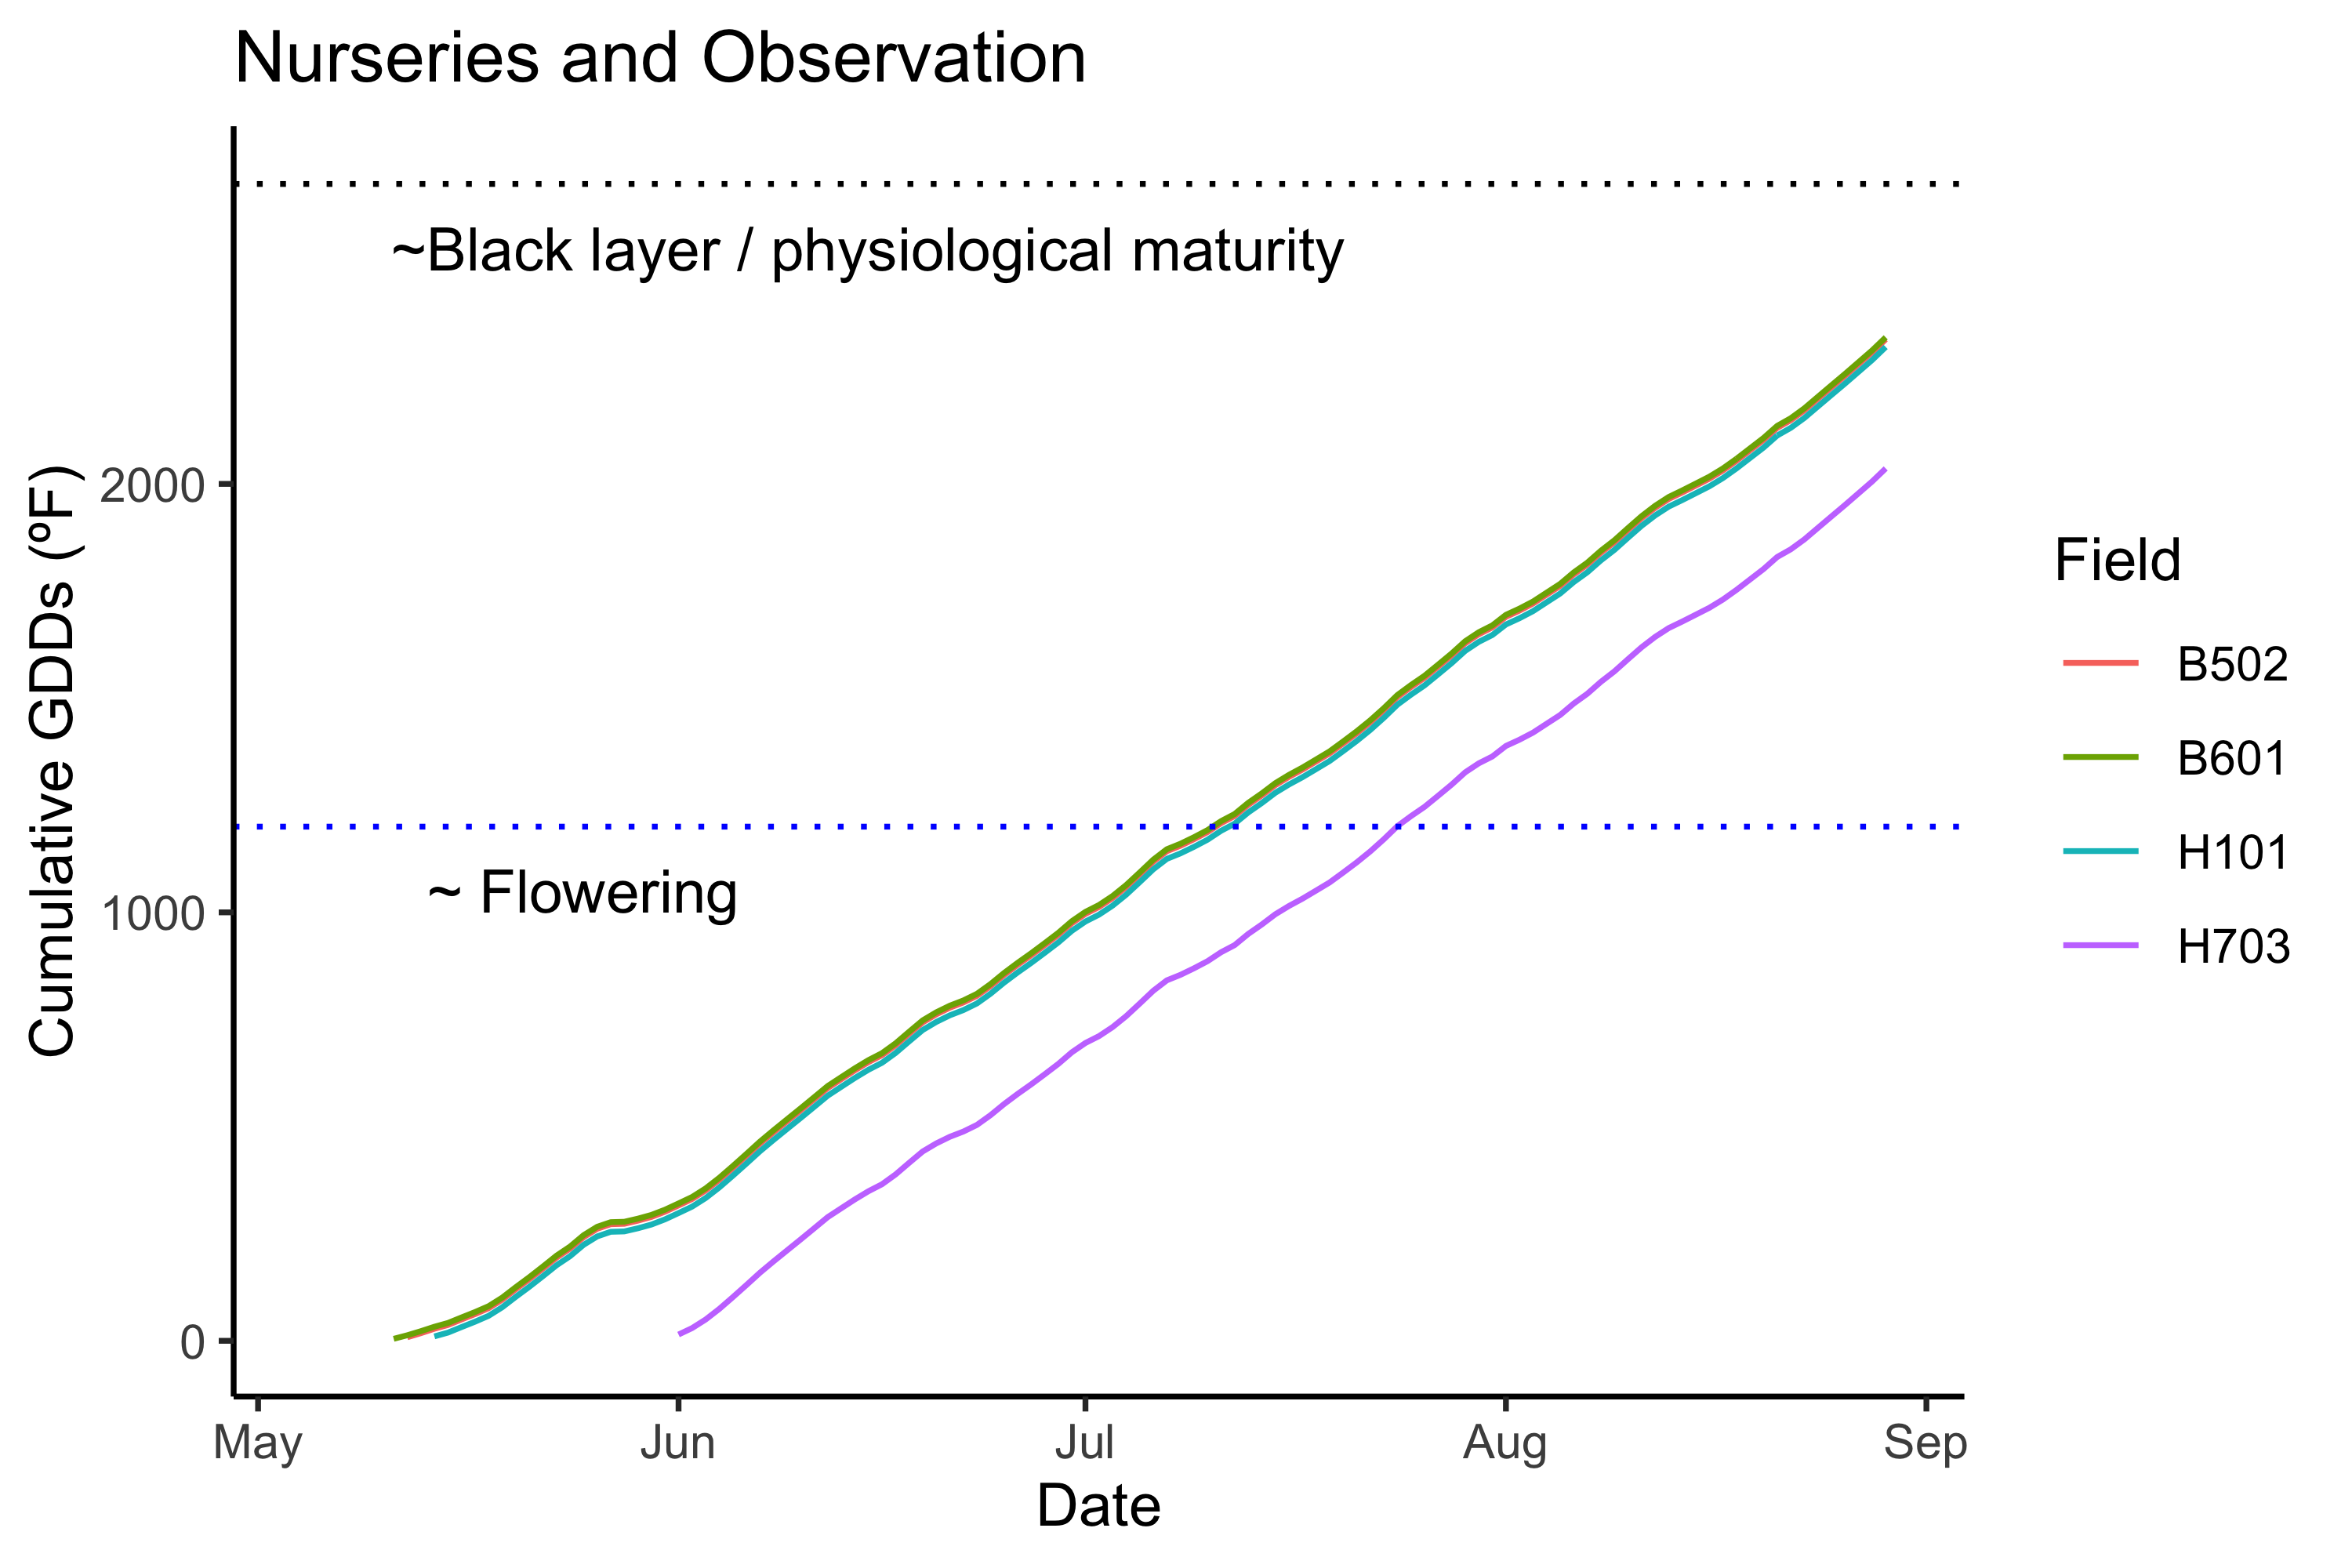 Nurseries and Observation
~Black layer / physiological maturity
~ Flowering
Cumulative GDDs (ºF)
2000
1000
0
May
Jun
Jul
Aug
Sep
Date
Field
B502
B601
H101
H703